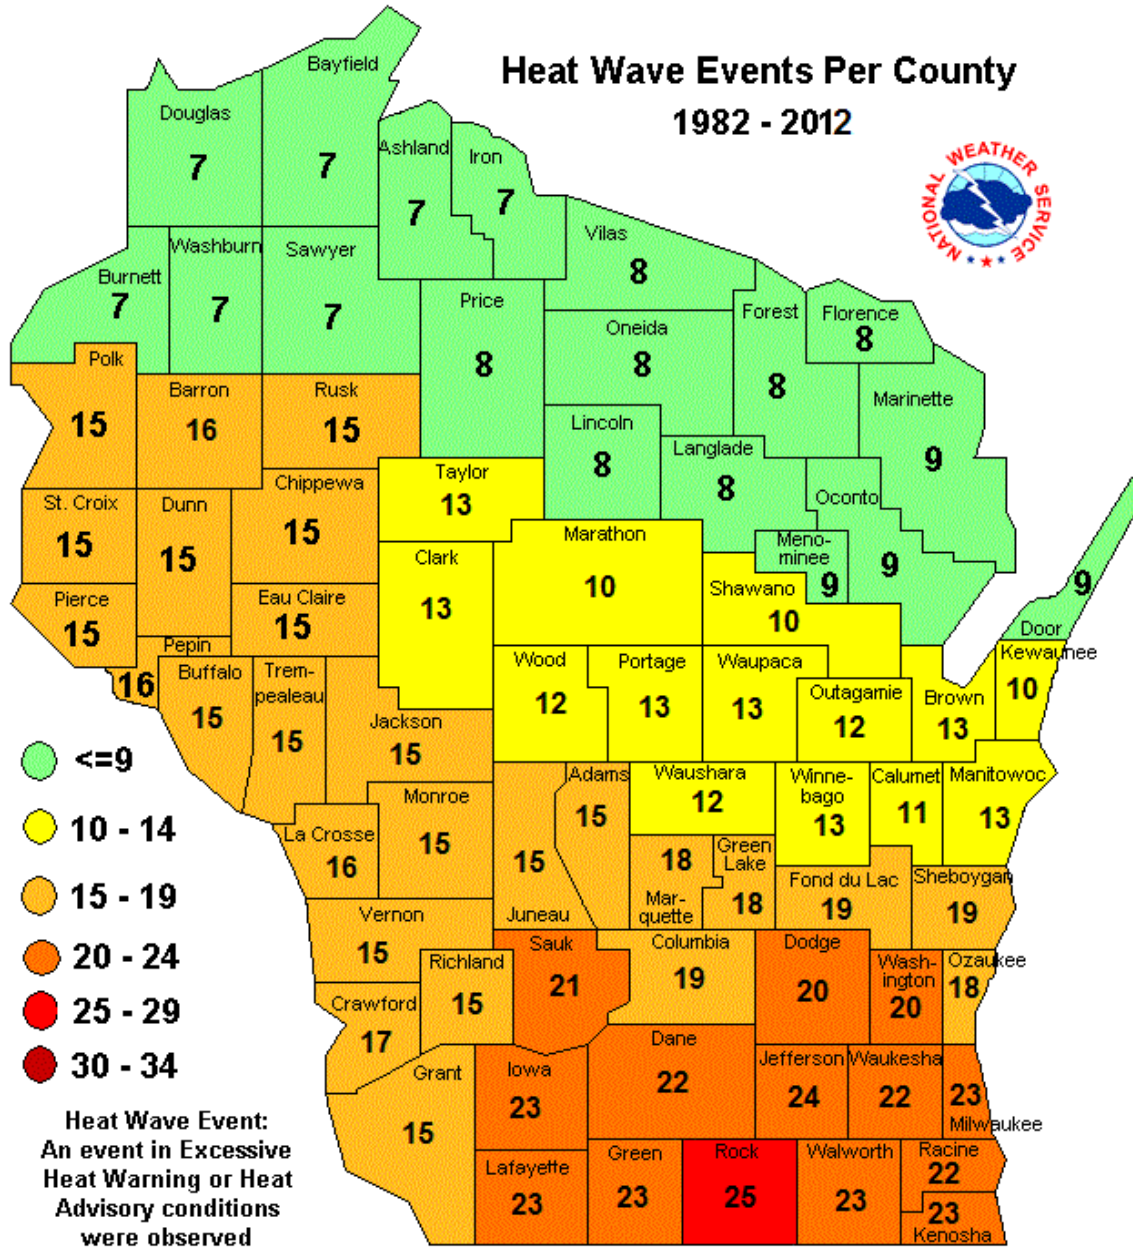 Heat Wave Events Per County
1982 - 2012
NATIONAL WEATHER SERVICE
Bayfield
7
Douglas
7
Ashland
7
Iron
7
Vilas
8
Burnett
7
Washburn
7
Sawyer
7
Price
8
Oneida
8
Forest
8
Florence
8
Polk
15
Barron
16
Rusk
15
Lincoln
8
Langlade
8
Marinette
9
Taylor
13
Chippewa
15
St. Croix
15
Dunn
15
Oconto
9
Marathon
10
Meno-
minee
9
Clark
13
Shawano
10
Door
9
Pierce
15
Eau Claire
15
Pepin
16
Buffalo
15
Trem-
pealeau
15
Jackson
15
Wood
12
Portage
13
Waupaca
13
Outagamie
12
Brown
13
Kewaunee
10
Adams
15
Waushara
12
Winne-
bago
13
Calumet
11
Manitowoc
13
Monroe
15
La Crosse
16
Juneau
15
18
Mar-
quette
Green
Lake
18
Fond du Lac
19
Sheboygan
19
Vernon
15
Richland
15
Sauk
21
Columbia
19
Dodge
20
Wash-
ington
20
Ozaukee
18
Crawford
17
Grant
15
Iowa
23
Dane
22
Jefferson
24
Waukesha
22
23
Milwaukee
Lafayette
23
Green
23
Rock
25
Walworth
23
Racine
22
23
Kenosha
<=9
10 - 14
15 - 19
20 - 24
25 - 29
30 - 34
Heat Wave Event:
An event in Excessive
Heat Warning or Heat
Advisory conditions
were observed